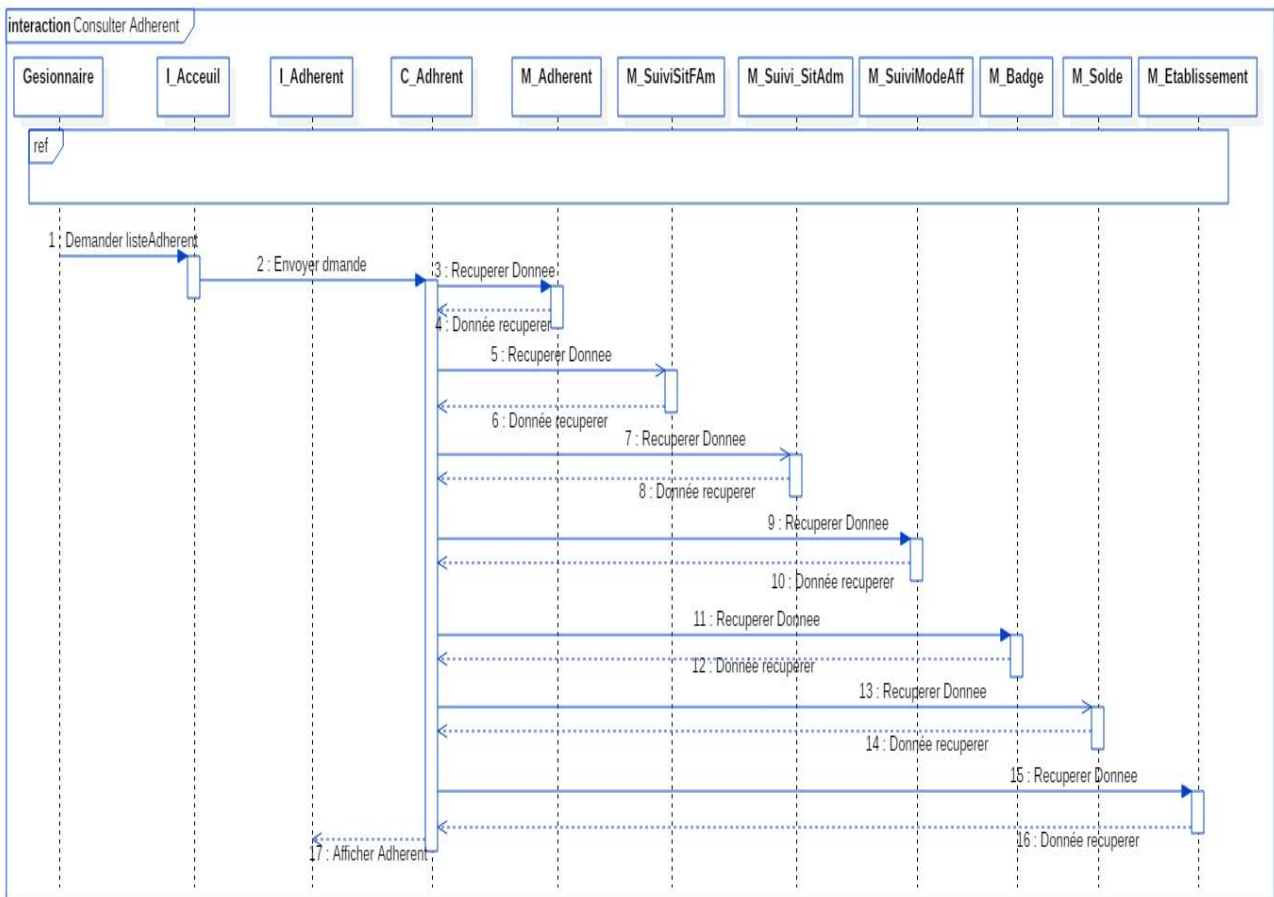 interaction Consulter Adherent
Gesionnaire
I_Acceuil
I_Adherent
C_Adhrent
M_Adherent
M_SuiviSitFAm
M_Suivi_SitAdm
M_SuiviModeAff
M_Badge
M_Solde
M_Etablissement
ref
1 : Demander listeAdherent
2 : Envoyer dmande
3 : Recuperer Donnee
4 : Donnée recuperer
5 : Recuperer Donnee
6 : Donnée recuperer
7 : Recuperer Donnee
8 : Donnée recuperer
9 : Recuperer Donnee
10 : Donnée recuperer
11 : Recuperer Donnee
12 : Donnée recuperer
13 : Recuperer Donnee
14 : Donnée recuperer
15 : Recuperer Donnee
16 : Donnée recuperer
17 : Afficher Adherent